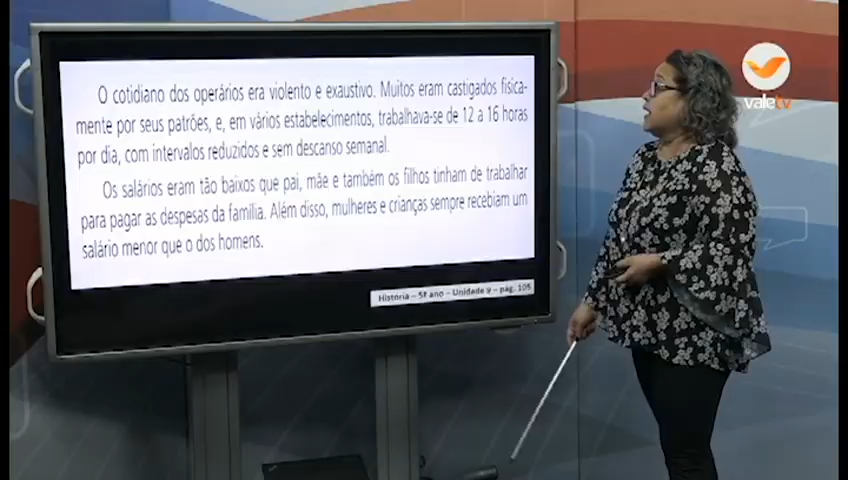 O cotidiano dos operários era violento e exaustivo. Muitos eram castigados fisica-
mente por seus patrões, e, em vários estabelecimentos, trabalhava-se de 12 a 16 horas
por dia, com intervalos reduzidos e sem descanso semanal.
Os salários eram tão baixos que pai, mãe e também os filhos tinham de trabalhar
para pagar as despesas da família. Além disso, mulheres e crianças sempre recebiam um
salário menor que o dos homens.
História – 5º ano – Unidade 9 – pág. 105
valetv